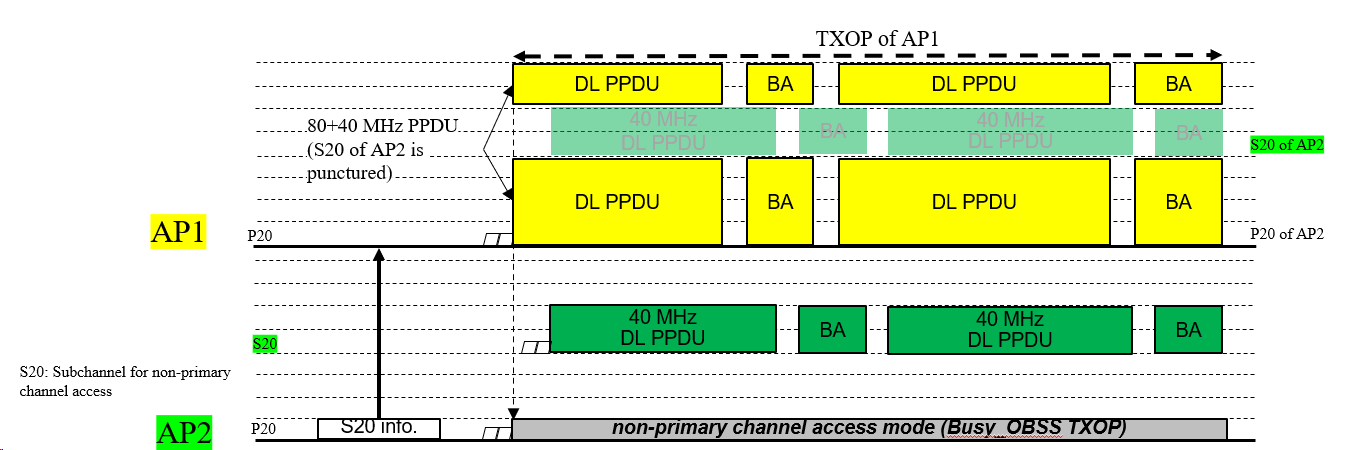 TXOP of AP1
DL PPDU
BA
DL PPDU
BA
80+40 MHz PPDU
(S20 of AP2 is
punctured)
40 MHz
DL PPDU
BA
40 MHz
DL PPDU
BA
S20 of AP2
DL PPDU
BA
DL PPDU
BA
AP1
P20
P20 of AP2
40 MHz
DL PPDU
BA
40 MHz
DL PPDU
BA
S20
S20: Subchannel for non-primary
channel access
AP2
P20
S20 info.
non-primary channel access mode (Busy_OBSS TXOP)